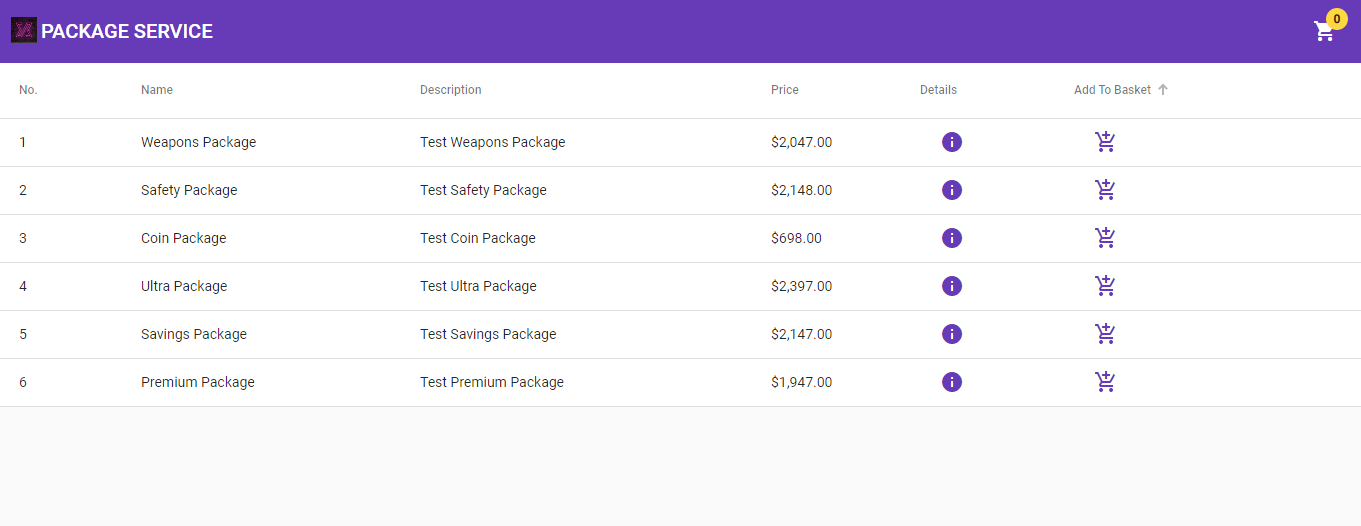 PACKAGE SERVICE 0
No. Name Description Price Details Add To Basket
1 Weapons Package Test Weapons Package $2,047.00
2 Safety Package Test Safety Package $2,148.00
3 Coin Package Test Coin Package $698.00
4 Ultra Package Test Ultra Package $2,397.00
5 Savings Package Test Savings Package $2,147.00
6 Premium Package Test Premium Package $1,947.00